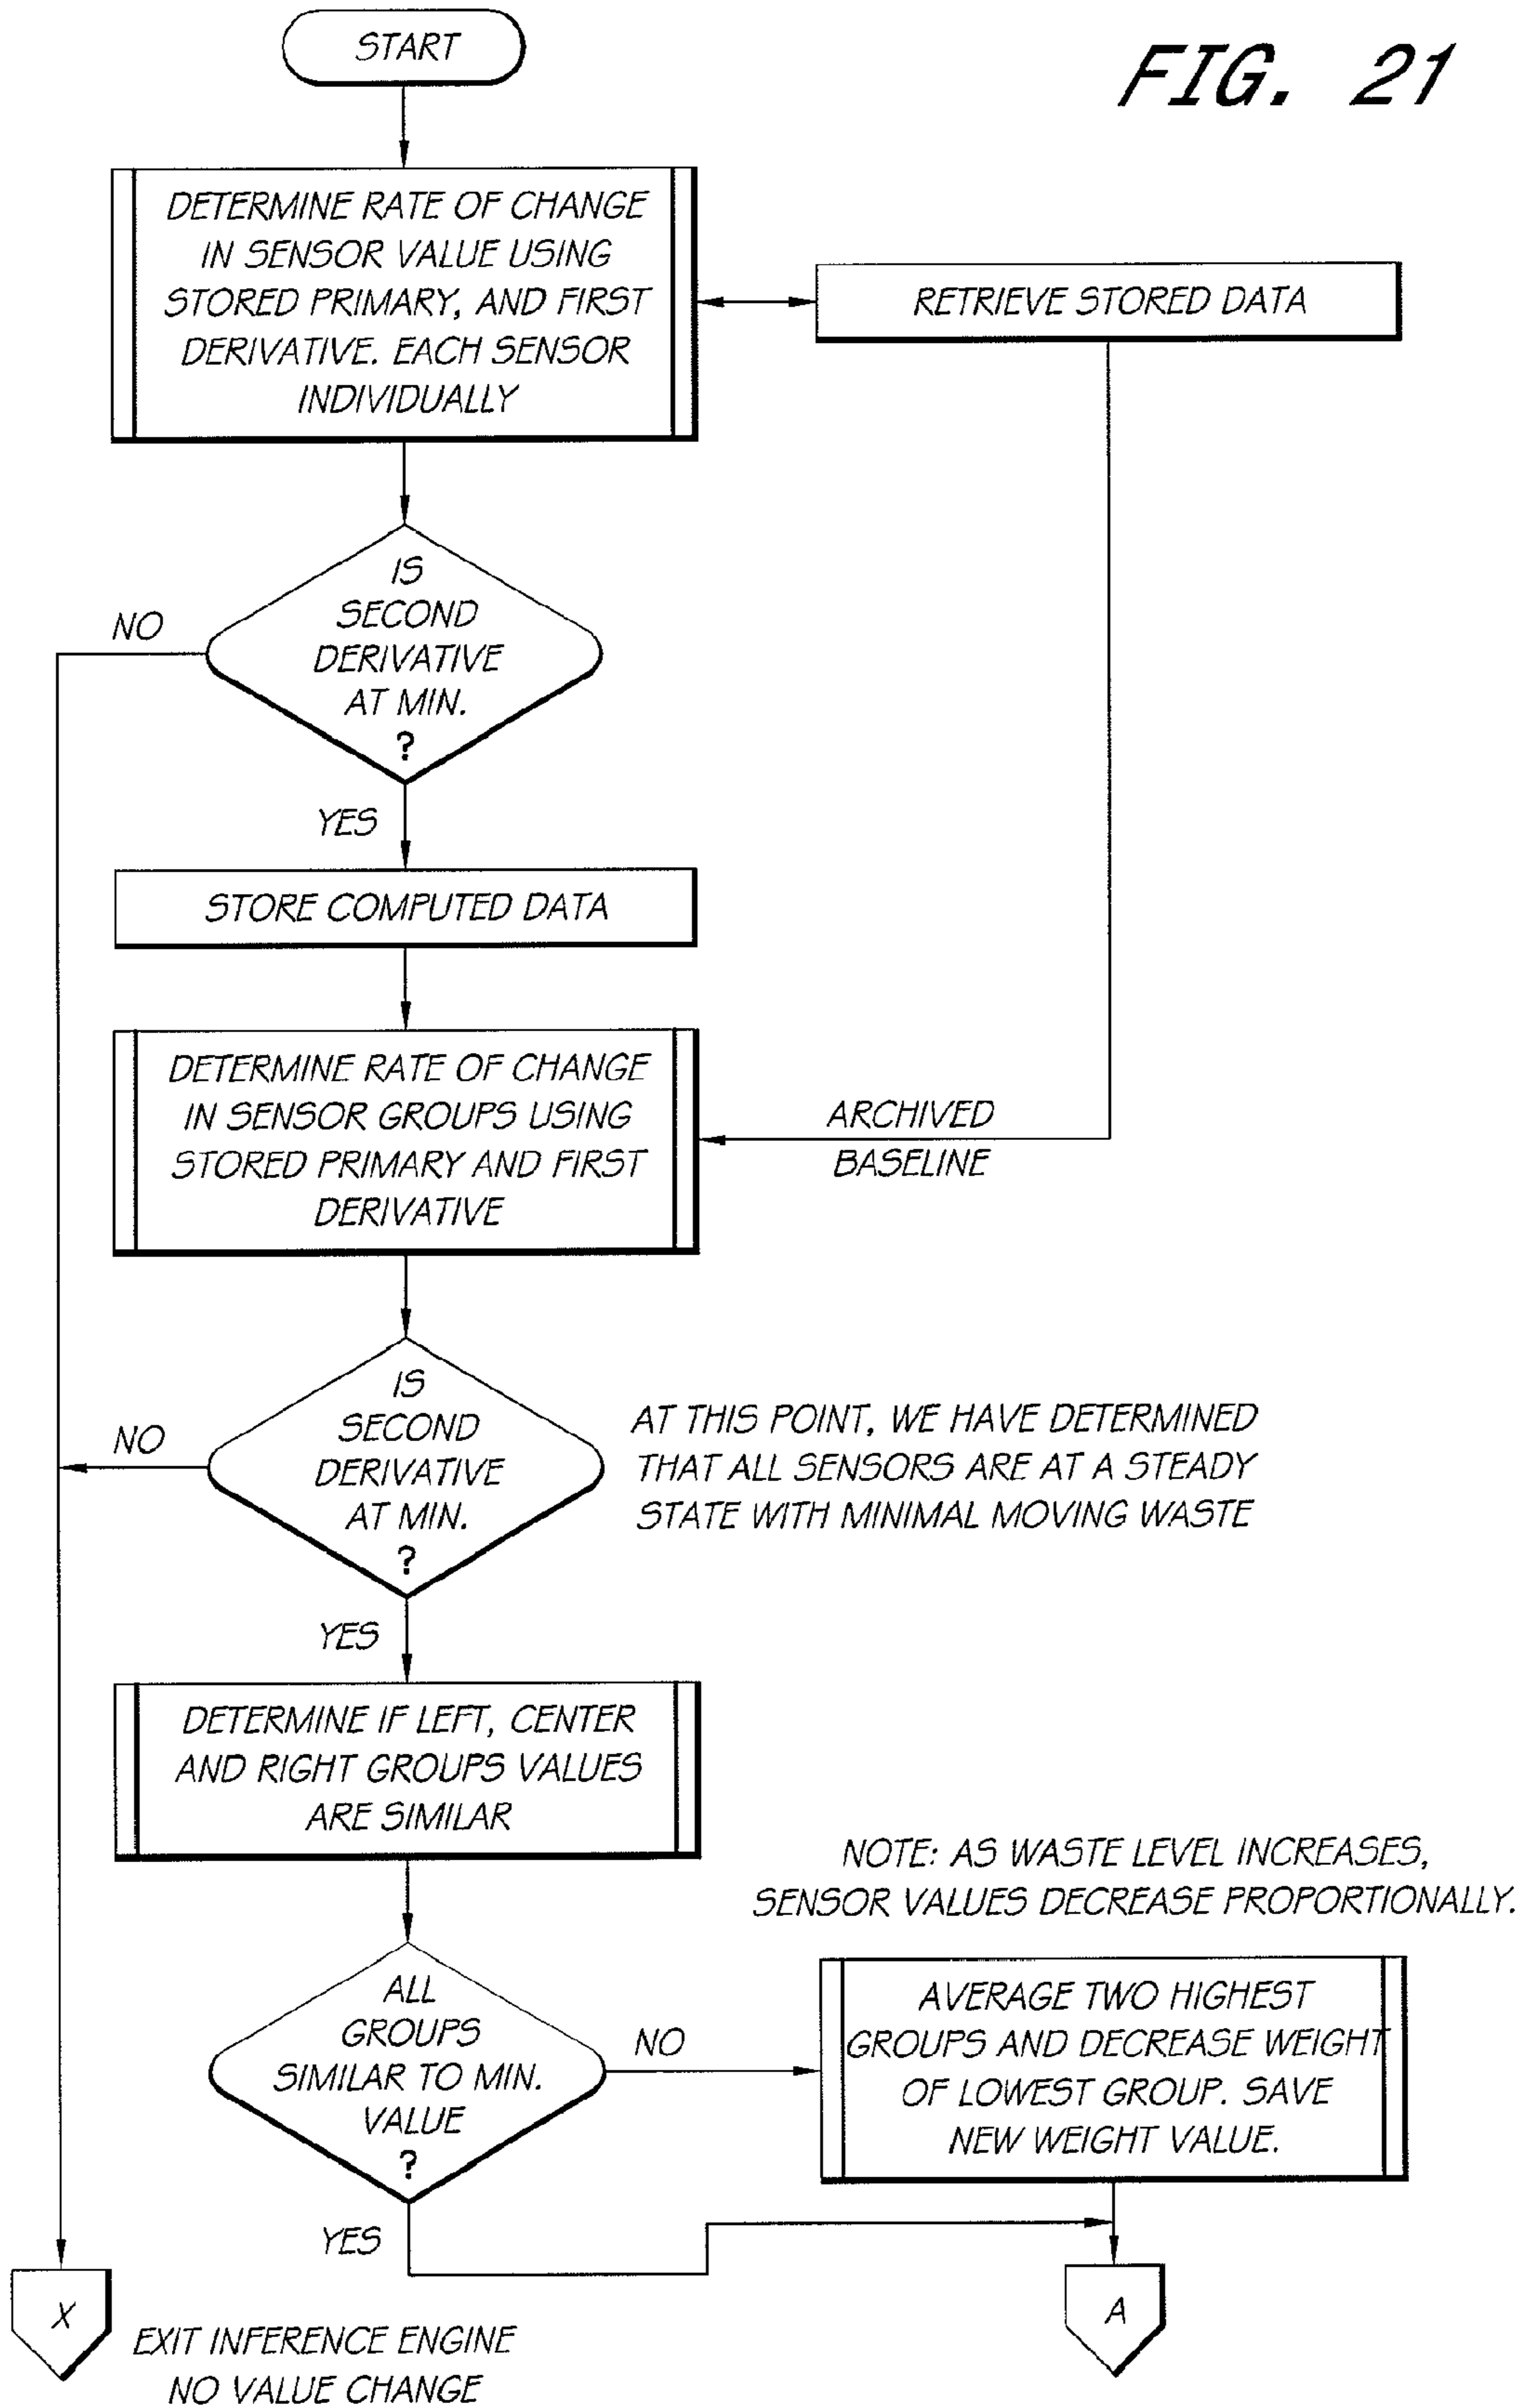 START
FIG. 21
DETERMINE RATE OF CHANGE
IN SENSOR VALUE USING
STORED PRIMARY, AND FIRST
DERIVATIVE. EACH SENSOR
INDIVIDUALLY
RETRIEVE STORED DATA
IS
SECOND
DERIVATIVE
AT MIN.
?
NO
YES
STORE COMPUTED DATA
DETERMINE RATE OF CHANGE
IN SENSOR GROUPS USING
STORED PRIMARY AND FIRST
DERIVATIVE
ARCHIVED
BASELINE
IS
SECOND
DERIVATIVE
AT MIN.
?
NO
AT THIS POINT, WE HAVE DETERMINED
THAT ALL SENSORS ARE AT A STEADY
STATE WITH MINIMAL MOVING WASTE
YES
DETERMINE IF LEFT, CENTER
AND RIGHT GROUPS VALUES
ARE SIMILAR
NOTE: AS WASTE LEVEL INCREASES,
SENSOR VALUES DECREASE PROPORTIONALLY.
ALL
GROUPS
SIMILAR TO MIN.
VALUE
?
NO
AVERAGE TWO HIGHEST
GROUPS AND DECREASE WEIGHT
OF LOWEST GROUP. SAVE
NEW WEIGHT VALUE.
YES
X
EXIT INFERENCE ENGINE
NO VALUE CHANGE
A